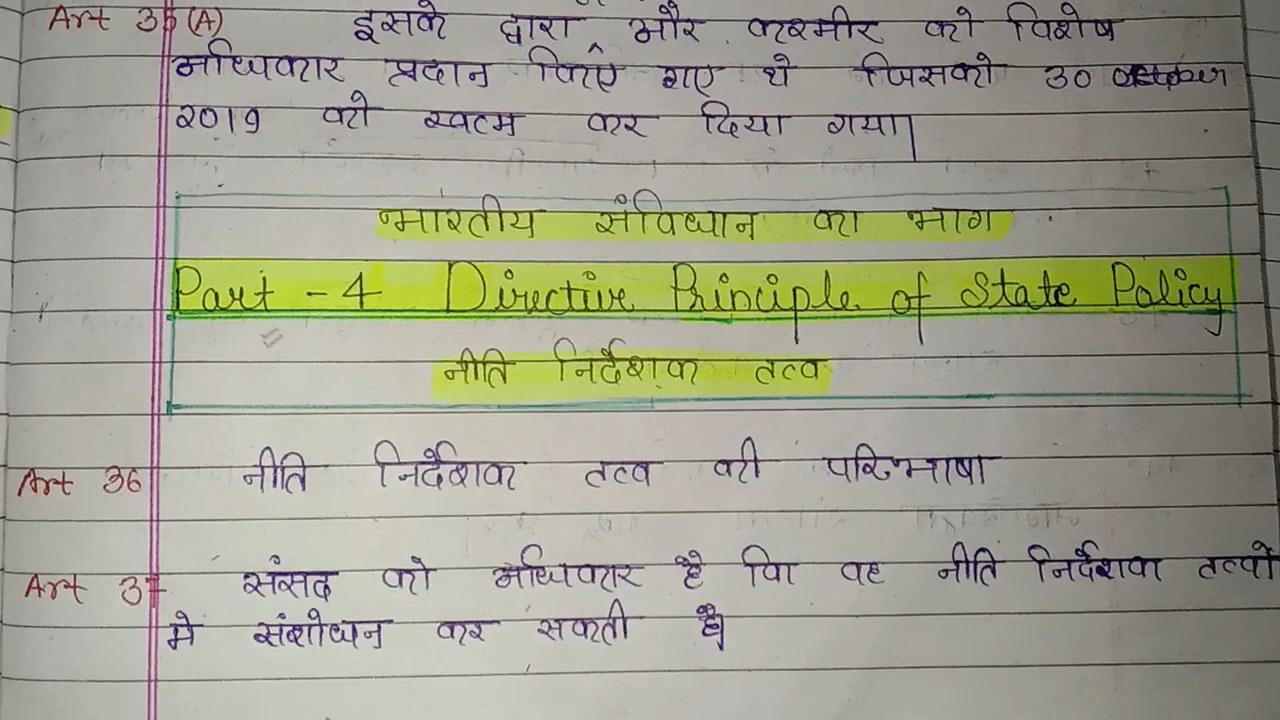 Art 35(A) इसके द्वारा और कश्मीर को विशेष
अधिकार प्रदान किए गए थे जिसको 30 October
2019 को खत्म कर दिया गया।
भारतीय संविधान का भाग
Part - 4 Directive Principle of State Policy
नीति निर्देशक तत्व
Art 36 नीति निर्देशक तत्व की परिभाषा
Art 37 संसद को अधिकार है कि वह नीति निर्देशक तत्वों
मे संशोधन कर सकती है।